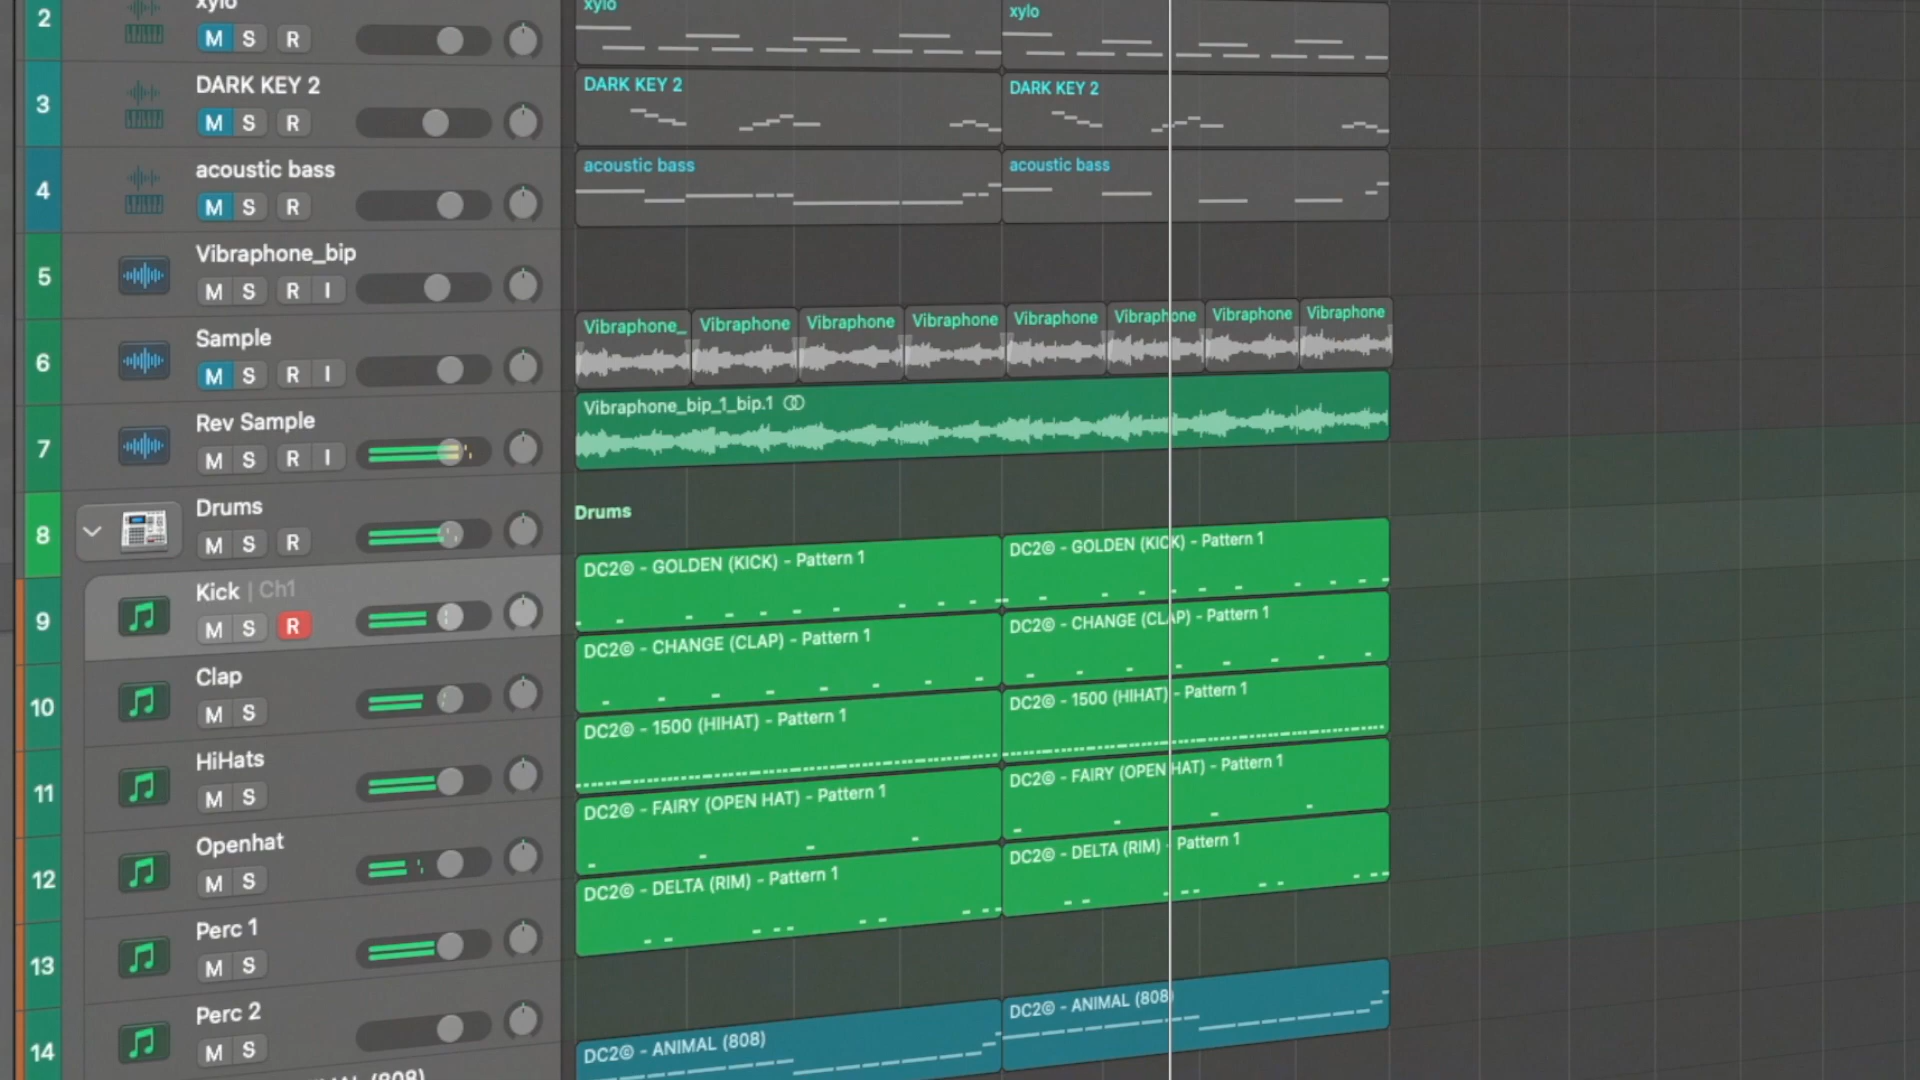 2
xylo
M S R
xylo
xylo
3
DARK KEY 2
M S R
DARK KEY 2
DARK KEY 2
4
acoustic bass
M S R
acoustic bass
acoustic bass
5
Vibraphone_bip
M S R I
6
Sample
M S R I
Vibraphone_
Vibraphone
Vibraphone
Vibraphone
Vibraphone
Vibraphone
Vibraphone
Vibraphone
7
Rev Sample
M S R I
Vibraphone_bip_1_bip.1
8
Drums
M S R
Drums
9
Kick | Ch1
M S R
DC2© - GOLDEN (KICK) - Pattern 1
DC2© - GOLDEN (KICK) - Pattern 1
10
Clap
M S
DC2© - CHANGE (CLAP) - Pattern 1
DC2© - CHANGE (CLAP) - Pattern 1
11
HiHats
M S
DC2© - 1500 (HIHAT) - Pattern 1
DC2© - 1500 (HIHAT) - Pattern 1
12
Openhat
M S
DC2© - FAIRY (OPEN HAT) - Pattern 1
DC2© - FAIRY (OPEN HAT) - Pattern 1
13
Perc 1
M S
DC2© - DELTA (RIM) - Pattern 1
DC2© - DELTA (RIM) - Pattern 1
14
Perc 2
M S
DC2© - ANIMAL (808)
DC2© - ANIMAL (808)